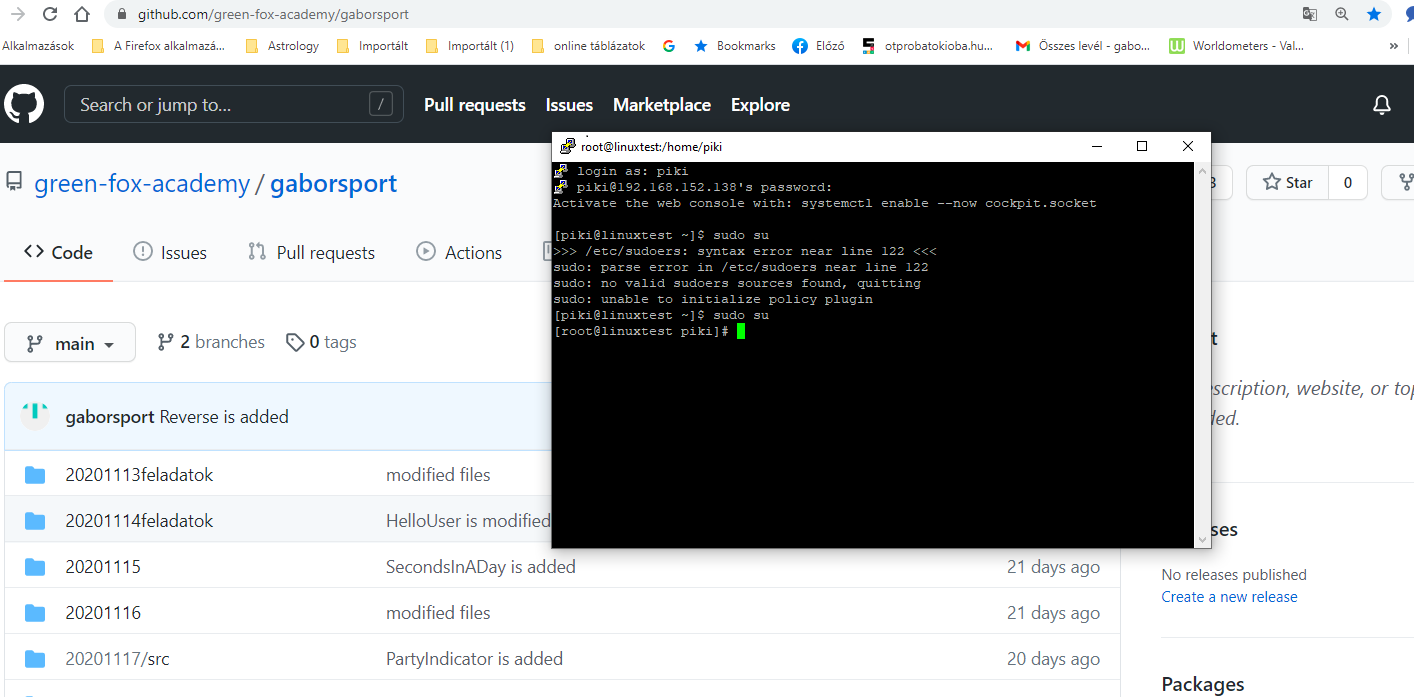 github.com/green-fox-academy/gaborsport
Alkalmazások
A Firefox alkalmazá...
Astrology
Importált
Importált (1)
online táblázatok
Bookmarks
Előző
otprobatokioba.hu...
Összes levél - gabo...
Worldometers - Val...
»
Search or jump to...
/
Pull requests
Issues
Marketplace
Explore
green-fox-academy / gaborsport
Star
0
Code
Issues
Pull requests
Actions
main
2 branches
0 tags
gaborsport Reverse is added
20201113feladatok
modified files
20201114feladatok
HelloUser is modified
20201115
SecondsInADay is added
21 days ago
20201116
modified files
21 days ago
20201117/src
PartyIndicator is added
20 days ago
root@linuxtest:/home/piki
login as: piki
piki@192.168.152.138's password:
Activate the web console with: systemctl enable --now cockpit.socket
[piki@linuxtest ~]$ sudo su
>>> /etc/sudoers: syntax error near line 122 <<<
sudo: parse error in /etc/sudoers near line 122
sudo: no valid sudoers sources found, quitting
sudo: unable to initialize policy plugin
[piki@linuxtest ~]$ sudo su
[root@linuxtest piki]#
No releases published
Create a new release
Packages